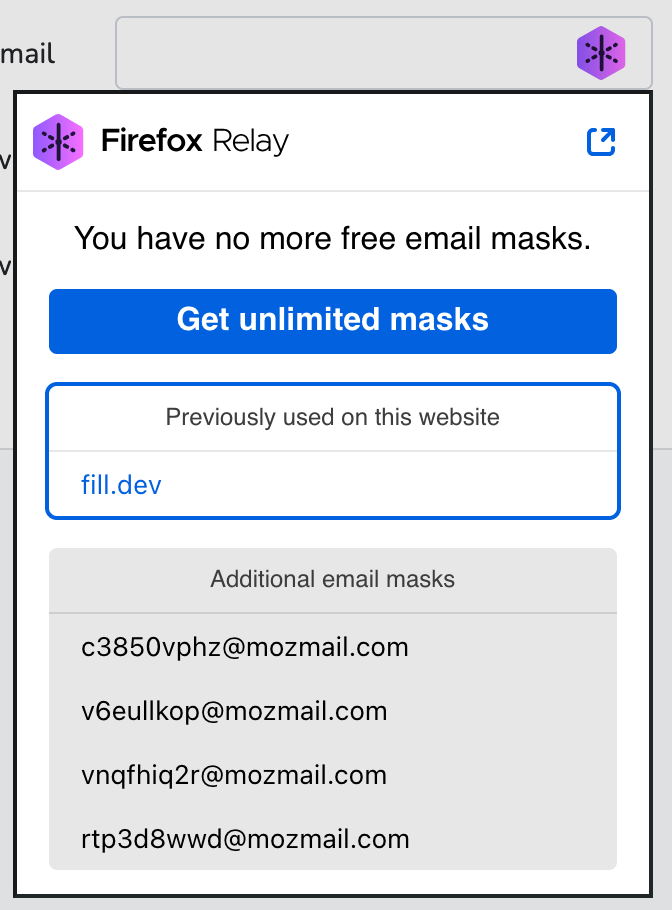 mail
Firefox Relay
v
You have no more free email masks.
v
Get unlimited masks
Previously used on this website
fill.dev
Additional email masks
c3850vphz@mozmail.com
v6eullkop@mozmail.com
vnqfhiq2r@mozmail.com
rtp3d8wwd@mozmail.com